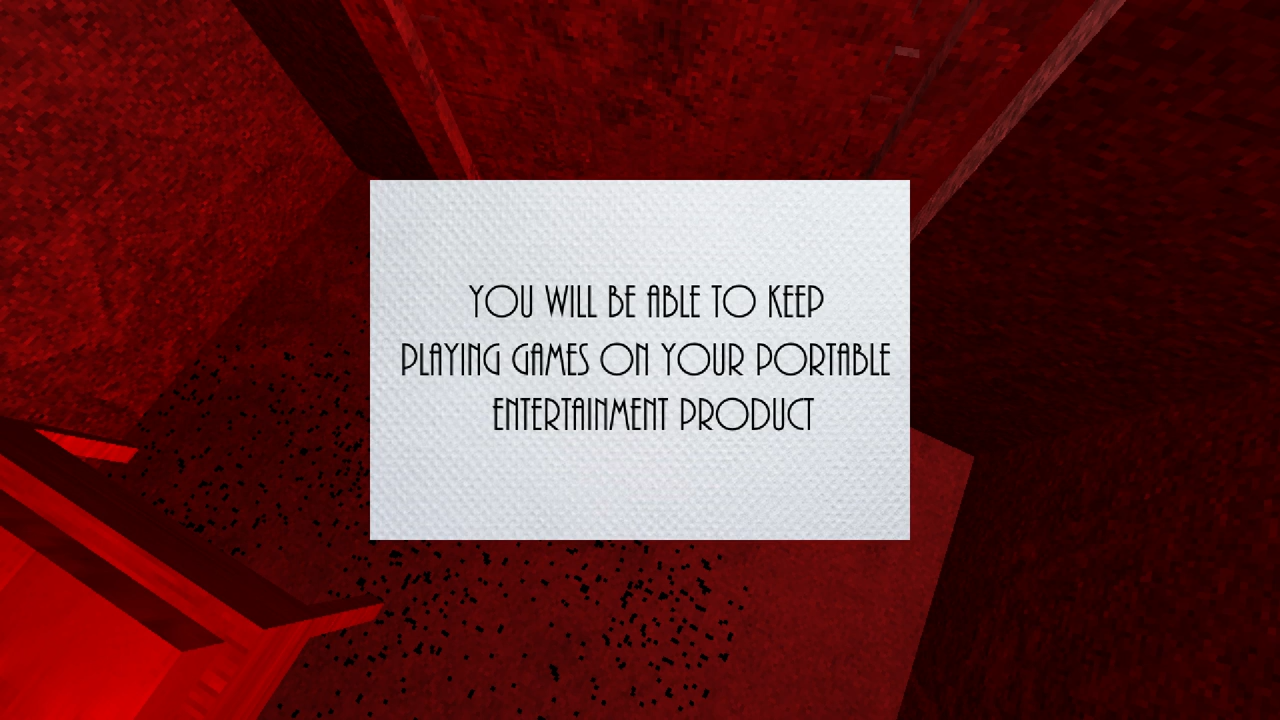 YOU WILL BE ABLE TO KEEP
PLAYING GAMES ON YOUR PORTABLE
ENTERTAINMENT PRODUCT